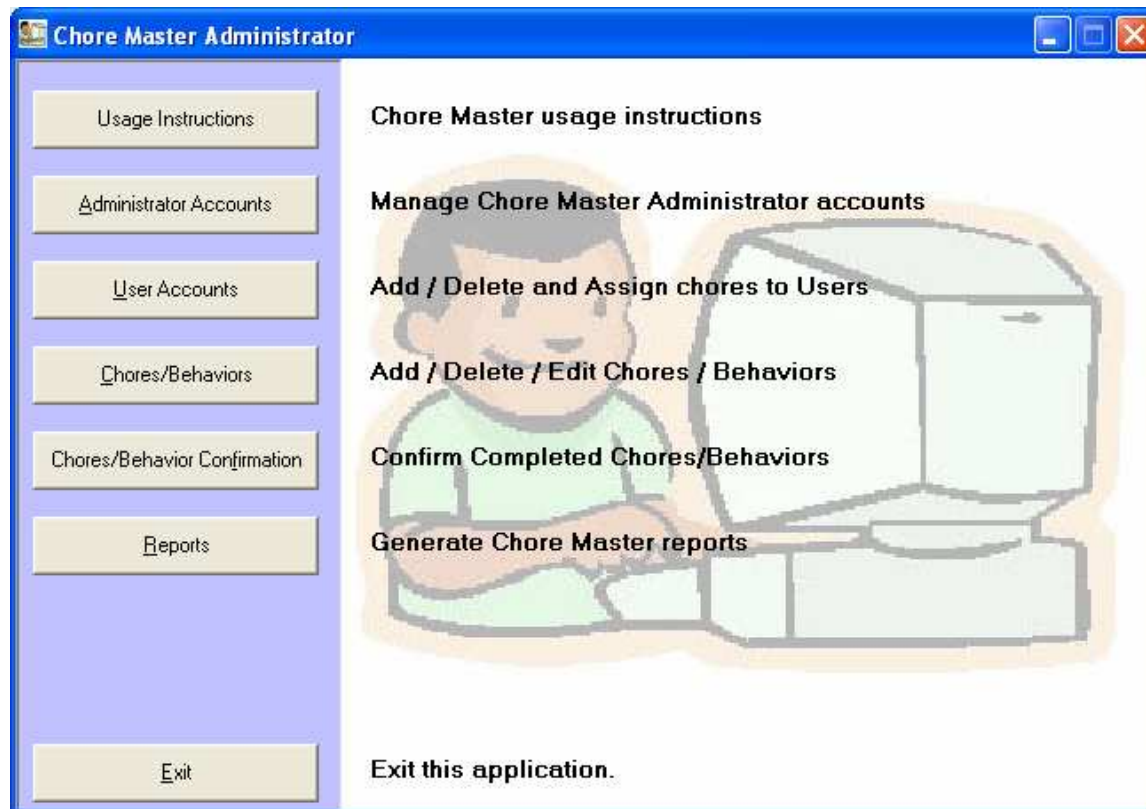 Chore Master Administrator
Usage Instructions
Chore Master usage instructions
Administrator Accounts
Manage Chore Master Administrator accounts
User Accounts
Add / Delete and Assign chores to Users
Chores/Behaviors
Add / Delete / Edit Chores / Behaviors
Chores/Behavior Confirmation
Confirm Completed Chores/Behaviors
Reports
Generate Chore Master reports
Exit
Exit this application.